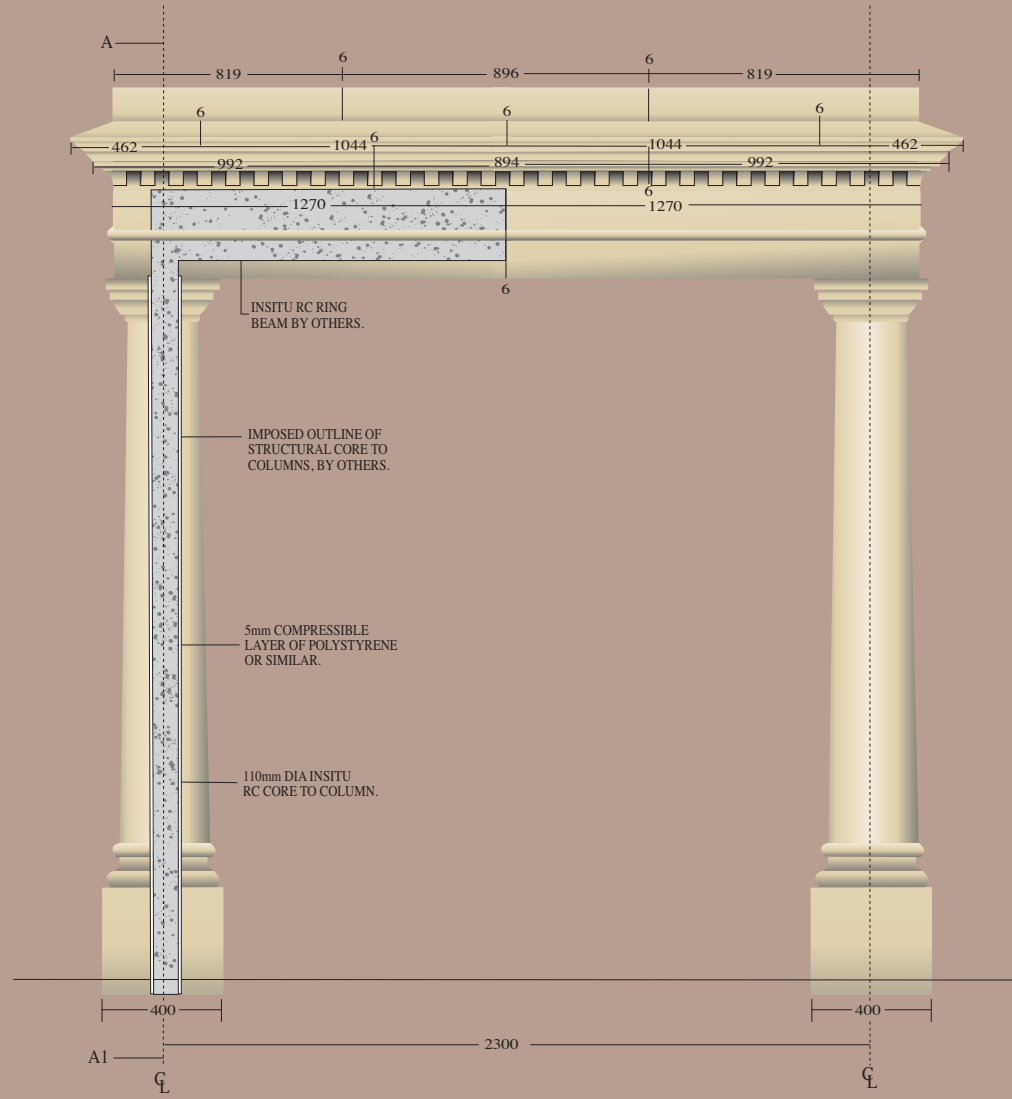 A
6
6
819
896
819
6
6
6
6
462
1044
1044
462
992
894
992
6
1270
1270
6
INSITU RC RING
BEAM BY OTHERS.
IMPOSED OUTLINE OF
STRUCTURAL CORE TO
COLUMNS, BY OTHERS.
5mm COMPRESSIBLE
LAYER OF POLYSTYRENE
OR SIMILAR.
110mm DIA INSITU
RC CORE TO COLUMN.
400
400
2300
A1
CL
CL